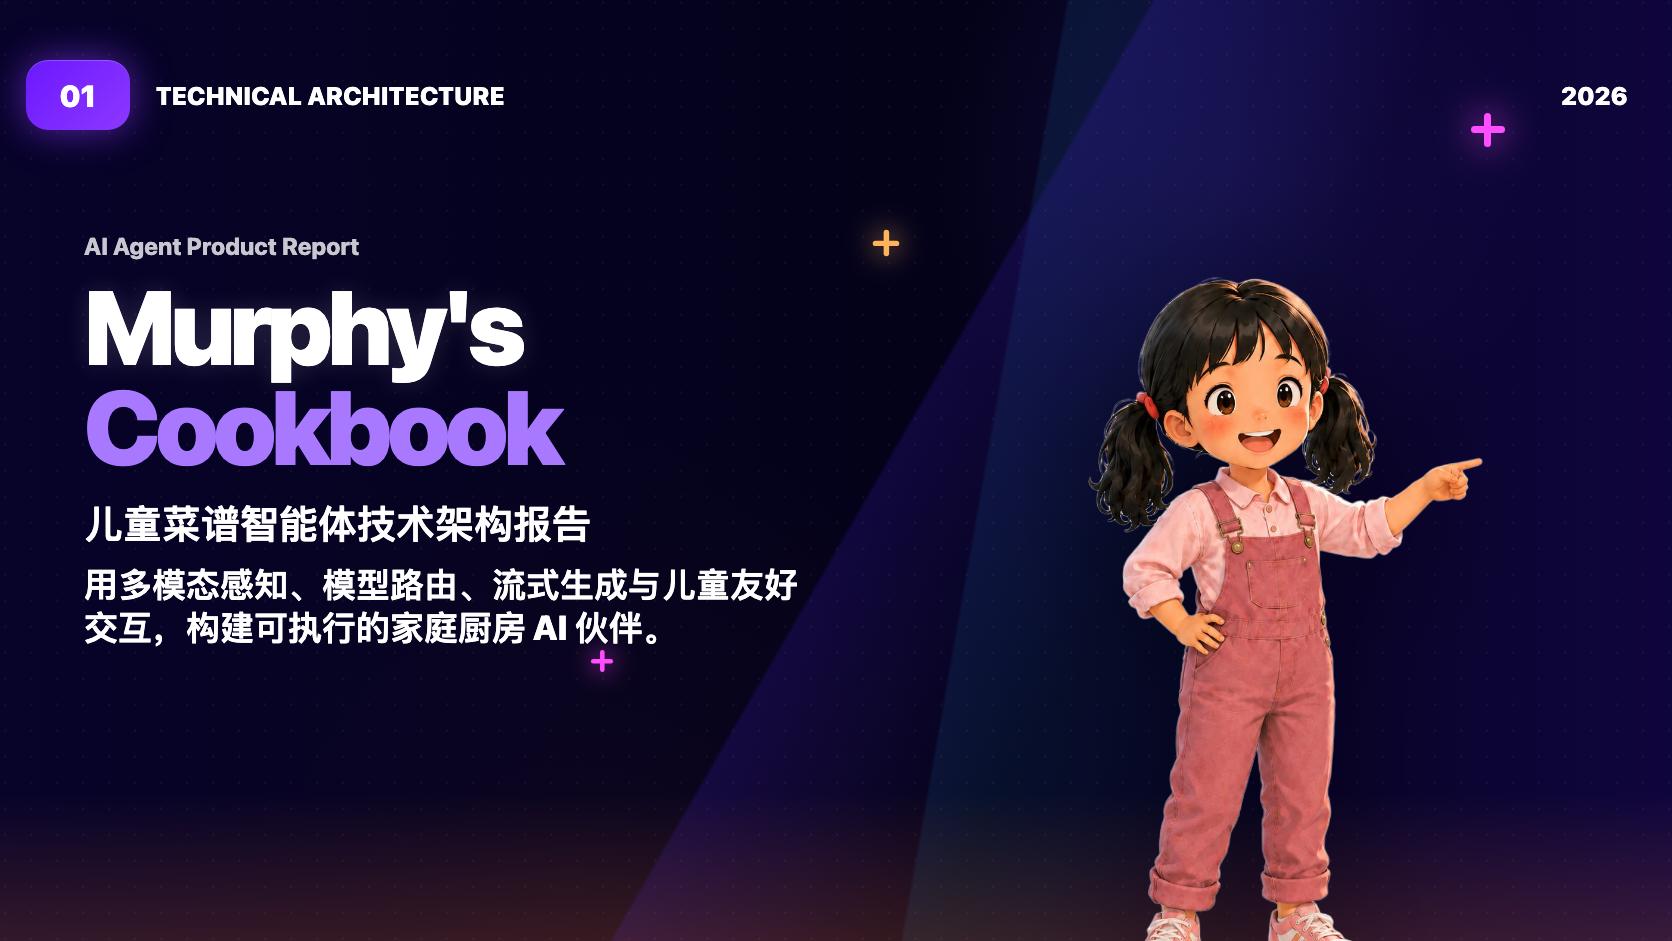 01
TECHNICAL ARCHITECTURE
2026
AI Agent Product Report
Murphy's
Cookbook
儿童菜谱智能体技术架构报告
用多模态感知、模型路由、流式生成与儿童友好
交互，构建可执行的家庭厨房 AI 伙伴。